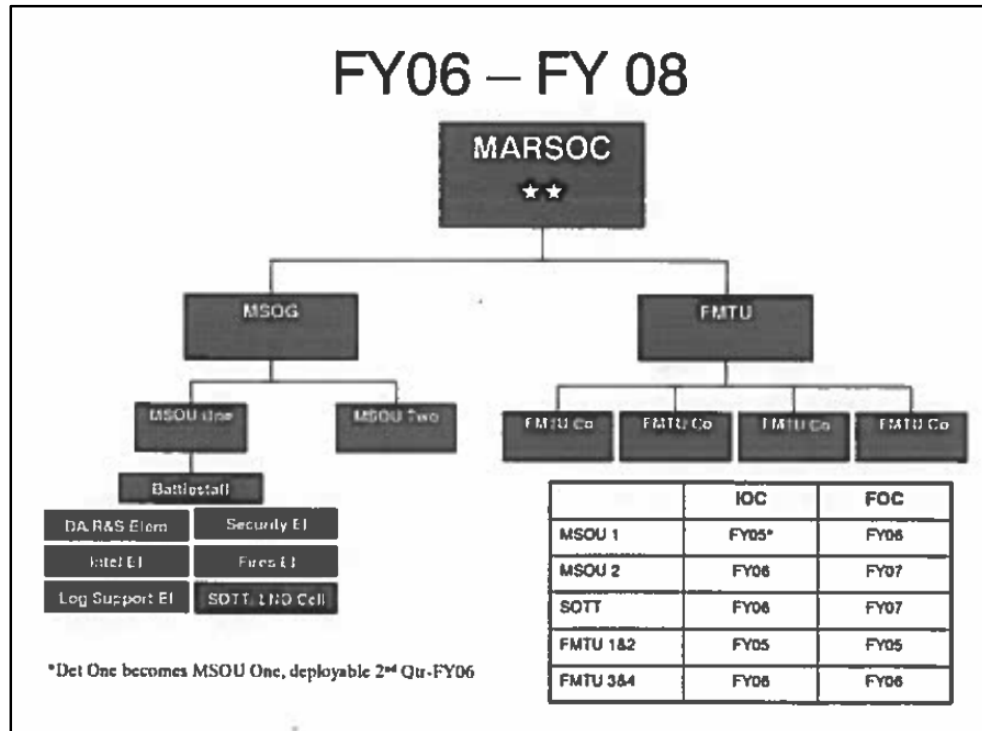 FY06 – FY 08
MARSOC
MSOG
FMTU
MSOU One
MSOU Two
FMTU Co
FMTU Co
FMTU Co
FMTU Co
Battlestaff
DA/R&S Elem
Security El
Intel El
Fires El
Log Support El
SOTT/LNO Cell
IOC FOC
MSOU 1 FY05* FY06
MSOU 2 FY06 FY07
SOTT FY06 FY07
FMTU 1&2 FY05 FY05
FMTU 3&4 FY06 FY06
*Det One becomes MSOU One, deployable 2nd Qtr-FY06